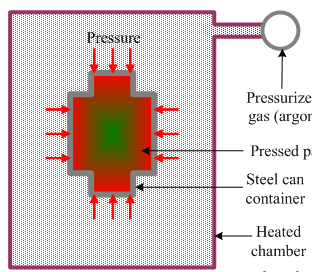 Pressure
Pressurize
gas (argon
Pressed pa
Steel can
container
Heated
chamber